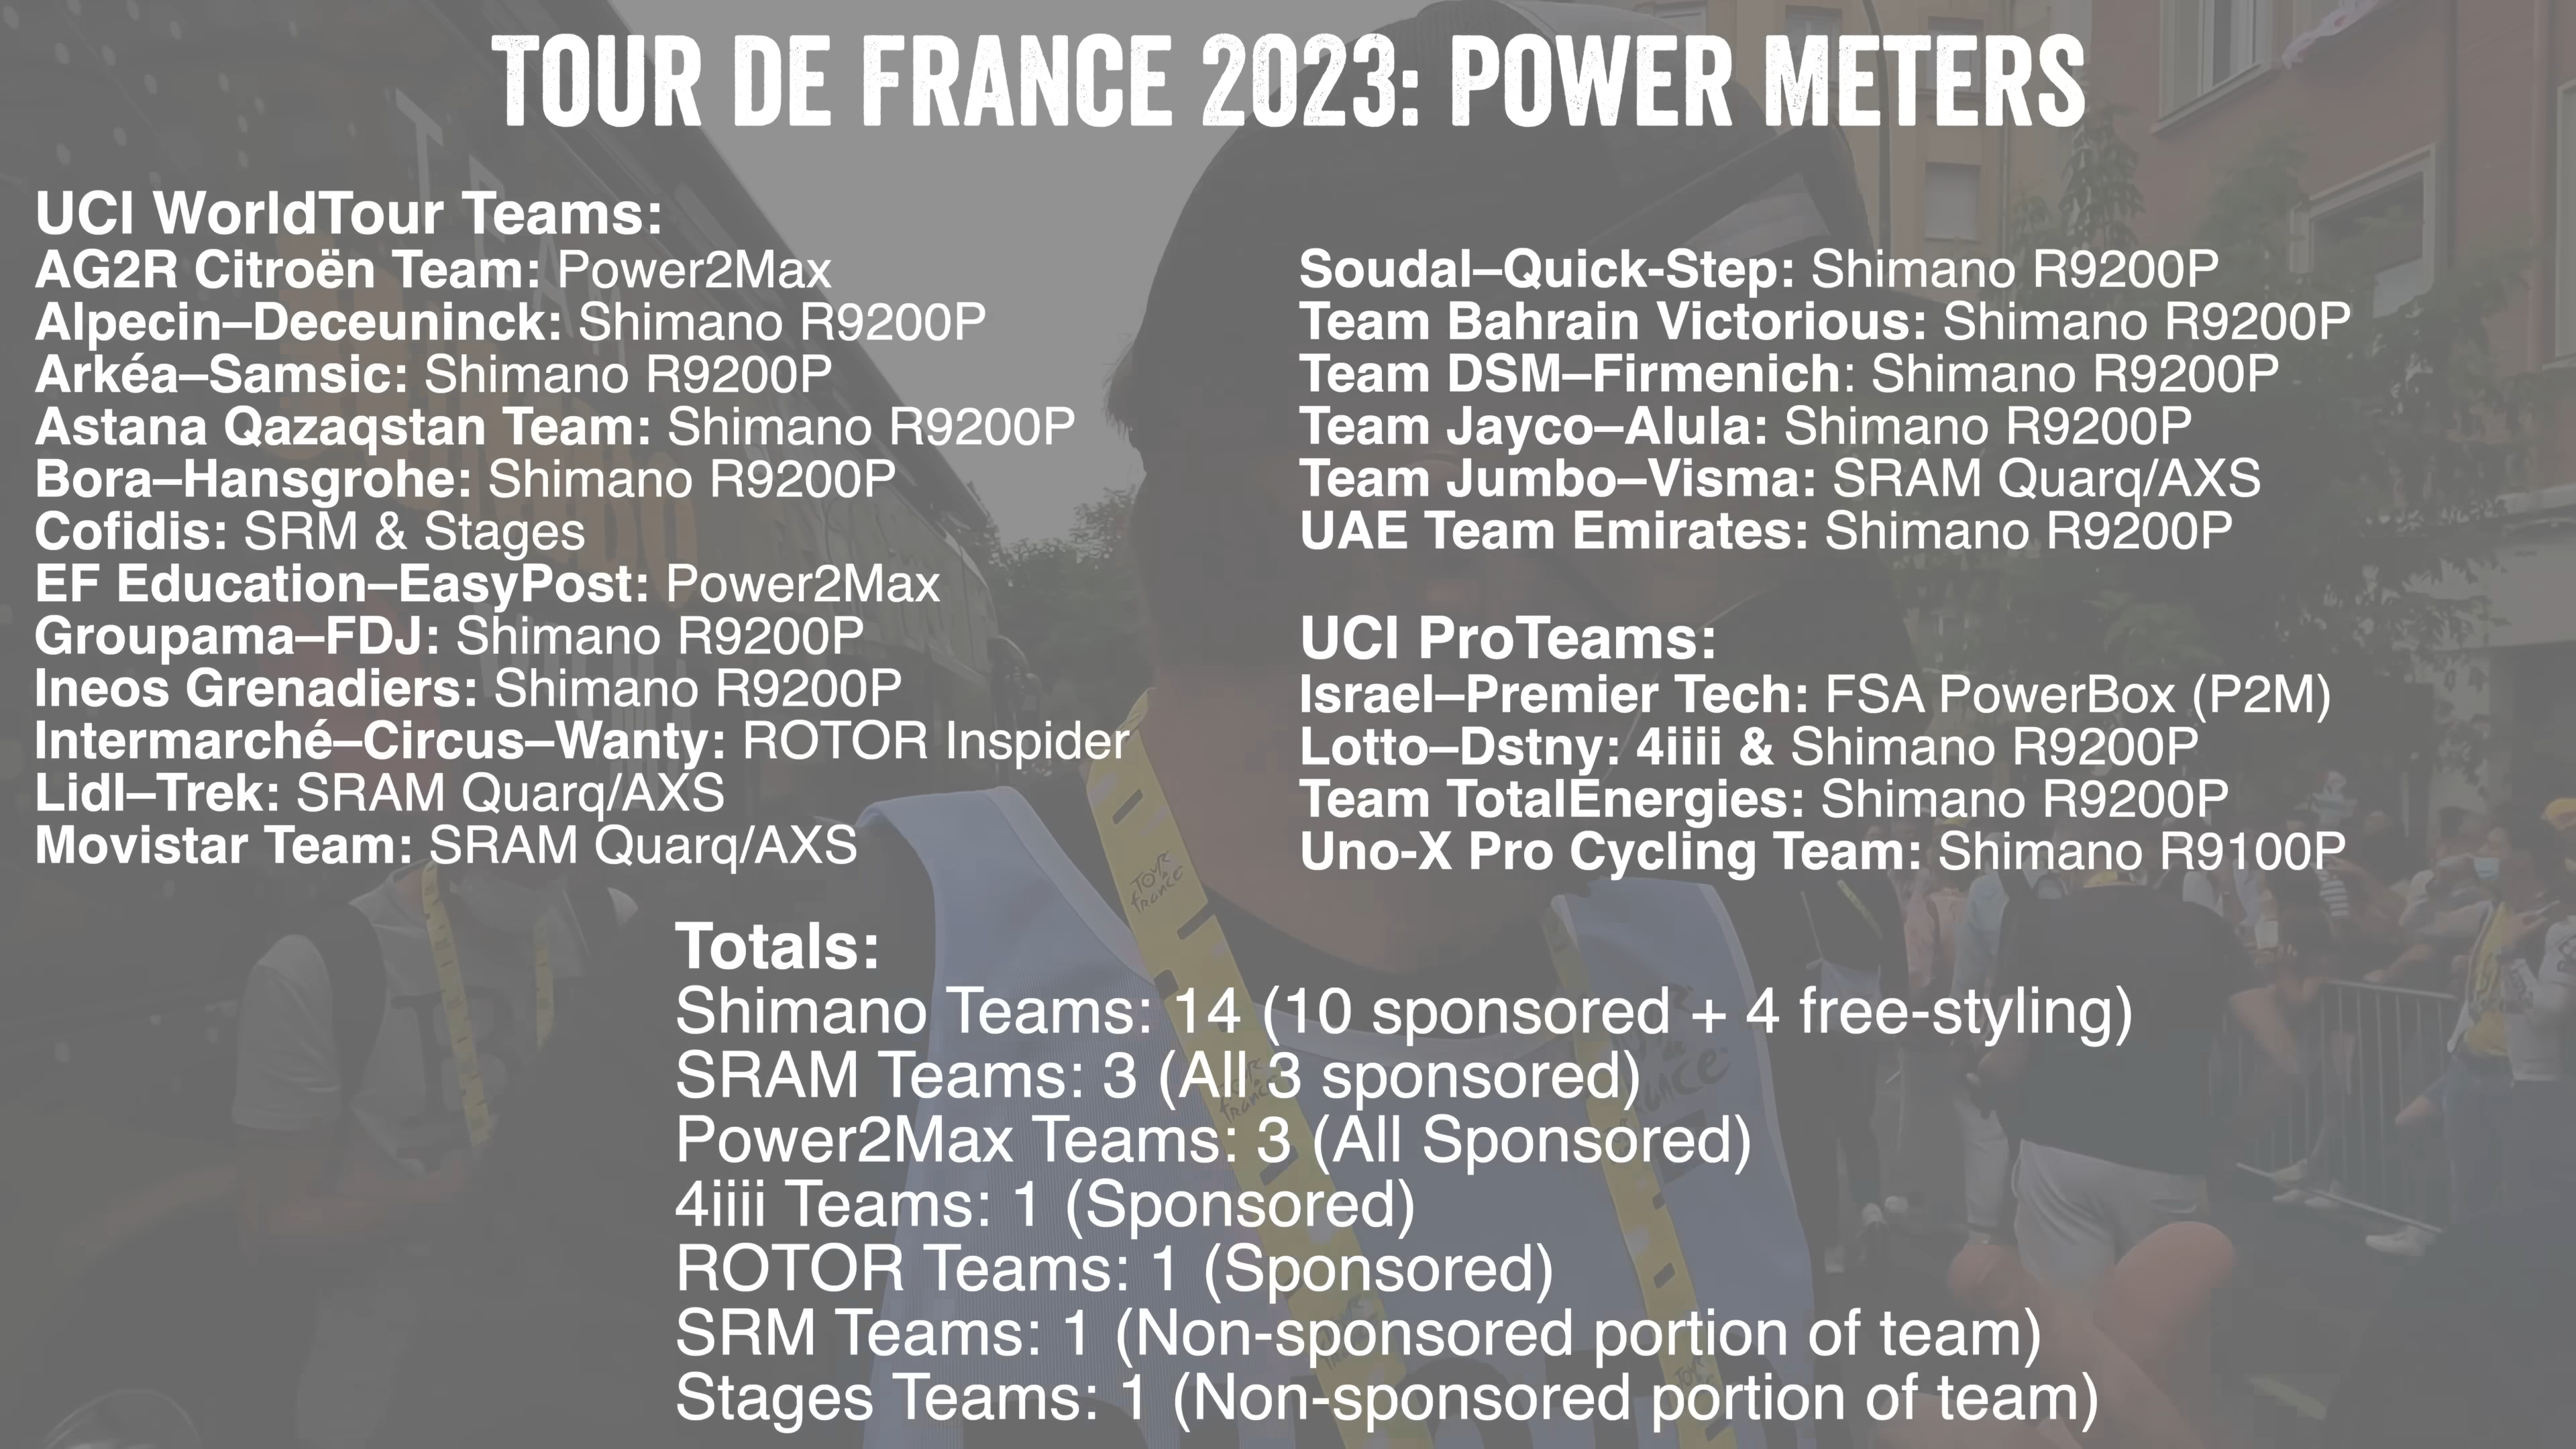 TOUR DE FRANCE 2023: POWER METERS
UCI WorldTour Teams:
AG2R Citroën Team: Power2Max
Alpecin–Deceuninck: Shimano R9200P
Arkéa–Samsic: Shimano R9200P
Astana Qazaqstan Team: Shimano R9200P
Bora–Hansgrohe: Shimano R9200P
Cofidis: SRM & Stages
EF Education–EasyPost: Power2Max
Groupama–FDJ: Shimano R9200P
Ineos Grenadiers: Shimano R9200P
Intermarché–Circus–Wanty: ROTOR Inspider
Lidl–Trek: SRAM Quarq/AXS
Movistar Team: SRAM Quarq/AXS
Soudal–Quick-Step: Shimano R9200P
Team Bahrain Victorious: Shimano R9200P
Team DSM–Firmenich: Shimano R9200P
Team Jayco–Alula: Shimano R9200P
Team Jumbo–Visma: SRAM Quarq/AXS
UAE Team Emirates: Shimano R9200P
UCI ProTeams:
Israel–Premier Tech: FSA PowerBox (P2M)
Lotto–Dstny: 4iiii & Shimano R9200P
Team TotalEnergies: Shimano R9200P
Uno-X Pro Cycling Team: Shimano R9100P
Totals:
Shimano Teams: 14 (10 sponsored + 4 free-styling)
SRAM Teams: 3 (All 3 sponsored)
Power2Max Teams: 3 (All Sponsored)
4iiii Teams: 1 (Sponsored)
ROTOR Teams: 1 (Sponsored)
SRM Teams: 1 (Non-sponsored portion of team)
Stages Teams: 1 (Non-sponsored portion of team)